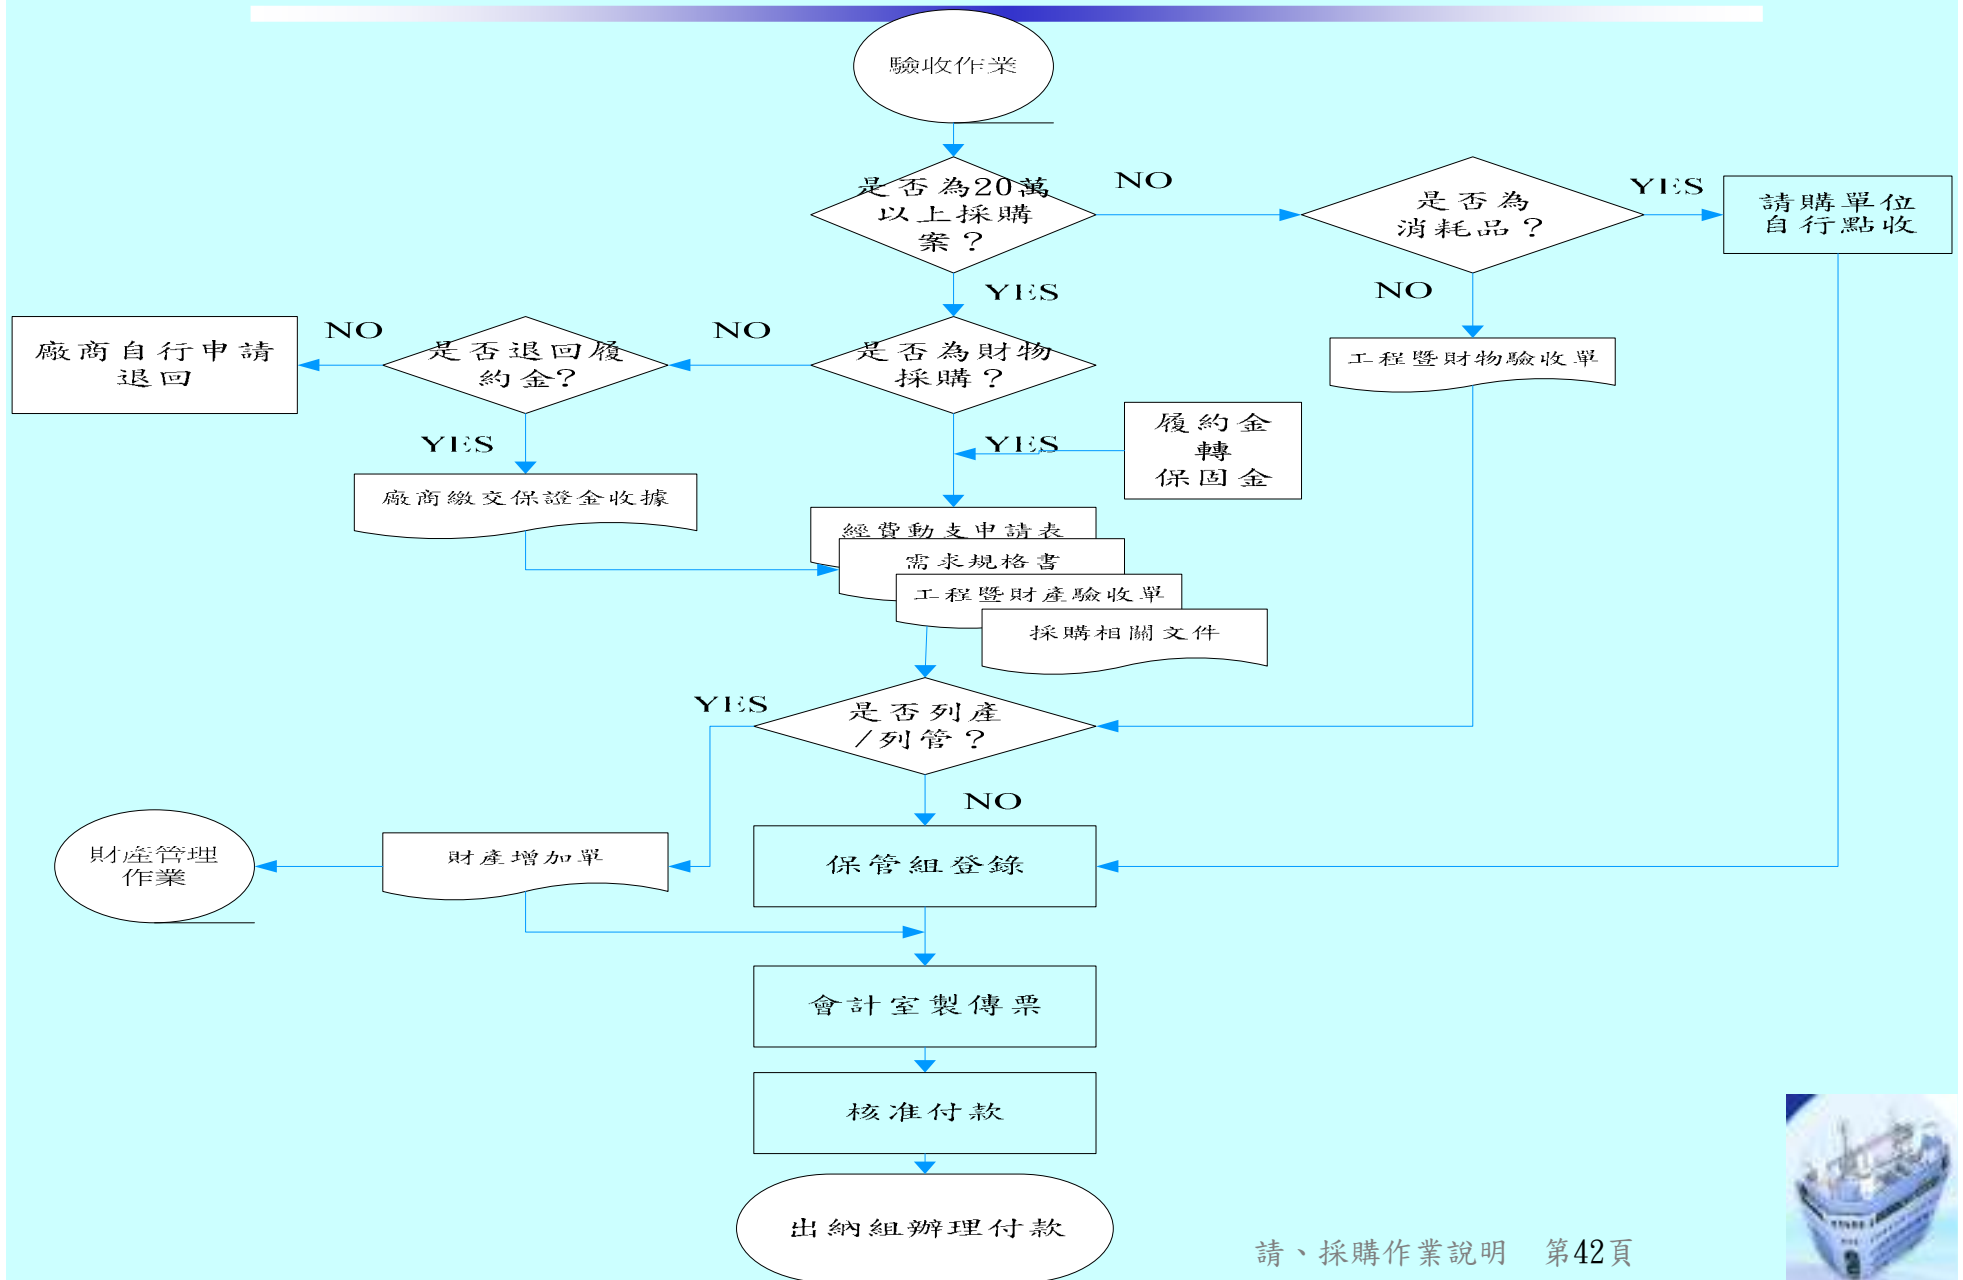 驗收作業
是否為20萬
以上採購
案？
NO
是否為
消耗品？
YES
請購單位
自行點收
YES
NO
廠商自行申請
退回
NO
是否退回履
約金?
NO
是否為財物
採購？
工程暨財物驗收單
YES
YES
履約金
轉
保固金
廠商繳交保證金收據
經費動支申請表
需求規格書
工程暨財產驗收單
採購相關文件
YES
是否列產
/列管？
NO
財產管理
作業
財產增加單
保管組登錄
會計室製傳票
核准付款
出納組辦理付款
請、採購作業說明　第42頁